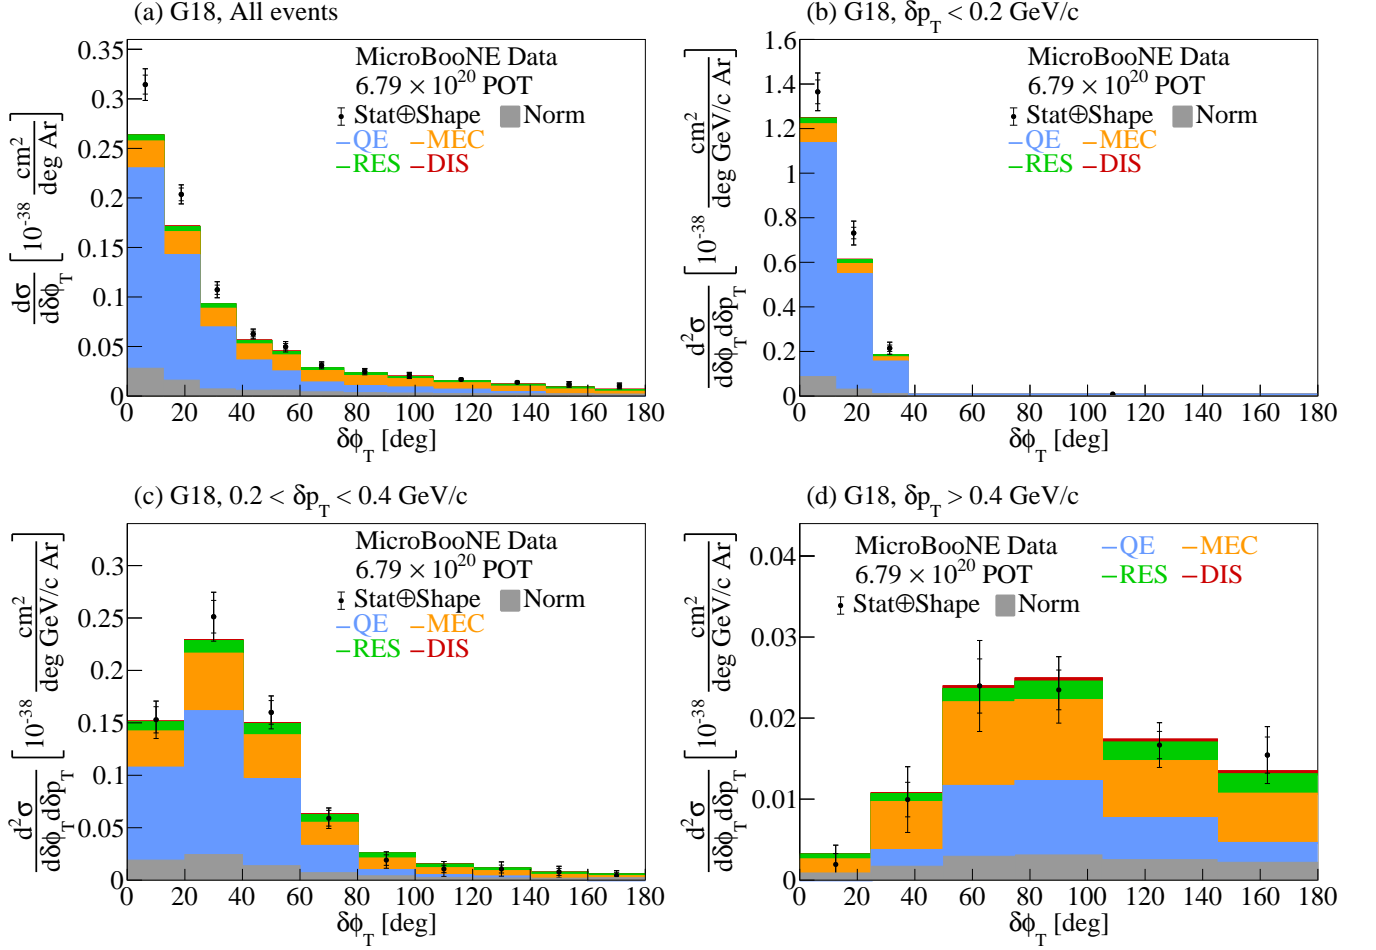 (a) G18, All events
dσ/dδϕ_T [10^-38 cm²/deg Ar]
0.35
0.3
0.25
0.2
0.15
0.1
0.05
0
MicroBooNE Data
6.79 × 10^20 POT
Stat⊕Shape Norm
QE MEC
RES DIS
0 20 40 60 80 100 120 140 160 180
δϕ_T [deg]
(b) G18, δp_T < 0.2 GeV/c
d²σ/dδϕ_T dδp_T [10^-38 cm²/deg GeV/c Ar]
1.6
1.4
1.2
1
0.8
0.6
0.4
0.2
0
MicroBooNE Data
6.79 × 10^20 POT
Stat⊕Shape Norm
QE MEC
RES DIS
0 20 40 60 80 100 120 140 160 180
δϕ_T [deg]
(c) G18, 0.2 < δp_T < 0.4 GeV/c
d²σ/dδϕ_T dδp_T [10^-38 cm²/deg GeV/c Ar]
0.3
0.25
0.2
0.15
0.1
0.05
0
MicroBooNE Data
6.79 × 10^20 POT
Stat⊕Shape Norm
QE MEC
RES DIS
0 20 40 60 80 100 120 140 160 180
δϕ_T [deg]
(d) G18, δp_T > 0.4 GeV/c
d²σ/dδϕ_T dδp_T [10^-38 cm²/deg GeV/c Ar]
0.04
0.03
0.02
0.01
0
MicroBooNE Data
6.79 × 10^20 POT
Stat⊕Shape Norm
QE MEC
RES DIS
0 20 40 60 80 100 120 140 160 180
δϕ_T [deg]